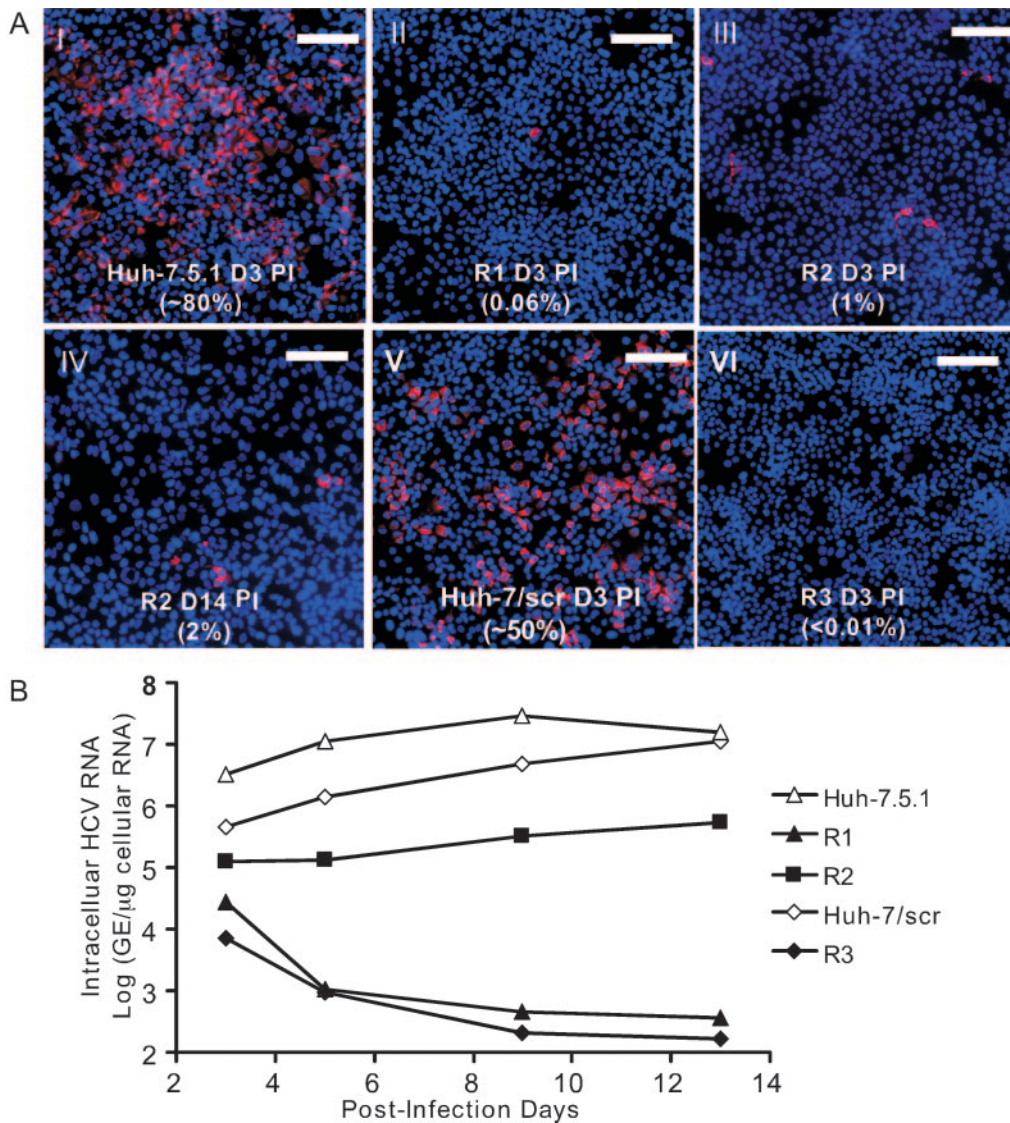 A
I
II
III
Huh-7.5.1 D3 PI
(~80%)
R1 D3 PI
(0.06%)
R2 D3 PI
(1%)
IV
V
VI
R2 D14 PI
(2%)
Huh-7/scr D3 PI
(~50%)
R3 D3 PI
(<0.01%)
B
Intracelluar HCV RNA
Log (GE/μg cellular RNA)
8
7
6
5
4
3
2
2 4 6 8 10 12 14
Post-Infection Days
Huh-7.5.1
R1
R2
Huh-7/scr
R3